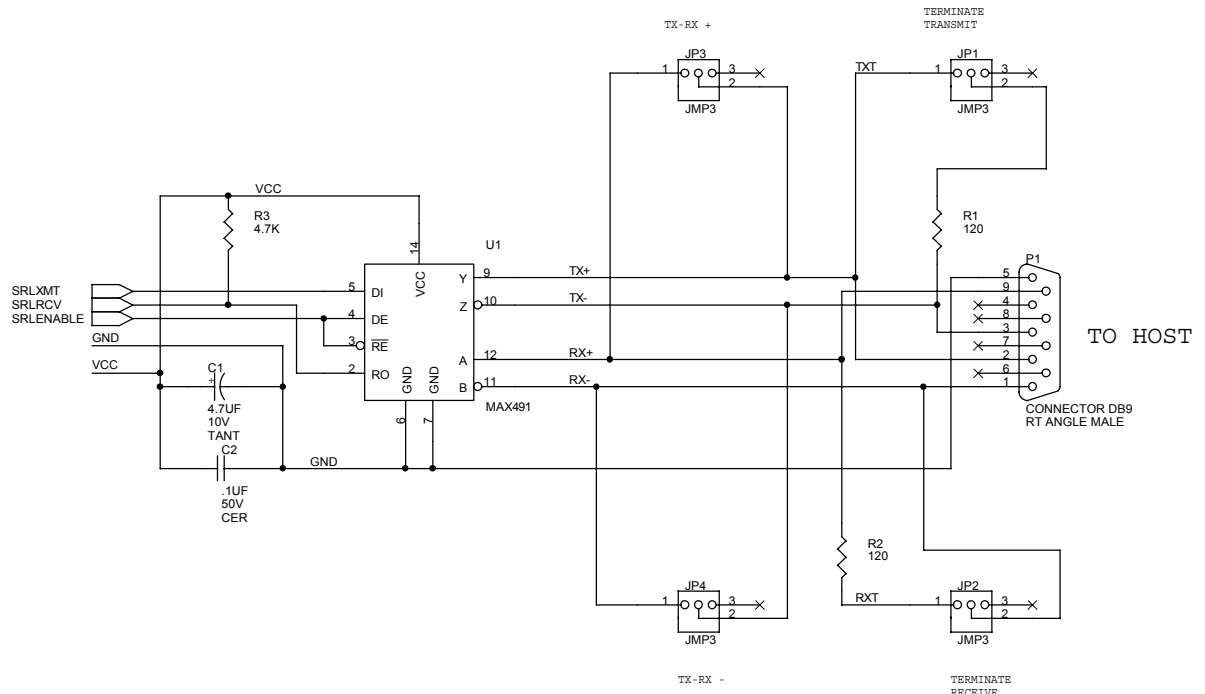 TERMINATE
TRANSMIT
TX-RX +
JP3
1
3
2
JMP3
TXT
JP1
1
3
2
JMP3
VCC
R3
4.7K
14
U1
R1
120
P1
SRLXMT
SRLRCV
SRLENABLE
GND
VCC
5
4
3
2
DI
DE
RE
RO
VCC
GND
GND
Y
Z
A
B
9
10
12
11
6
7
MAX491
TX+
TX-
RX+
RX-
5
9
4
8
3
7
2
6
1
TO HOST
CONNECTOR DB9
RT ANGLE MALE
C1
+
4.7UF
10V
TANT
C2
.1UF
50V
CER
GND
R2
120
JP4
1
3
2
JMP3
RXT
JP2
1
3
2
JMP3
TX-RX -
TERMINATE
RECEIVE